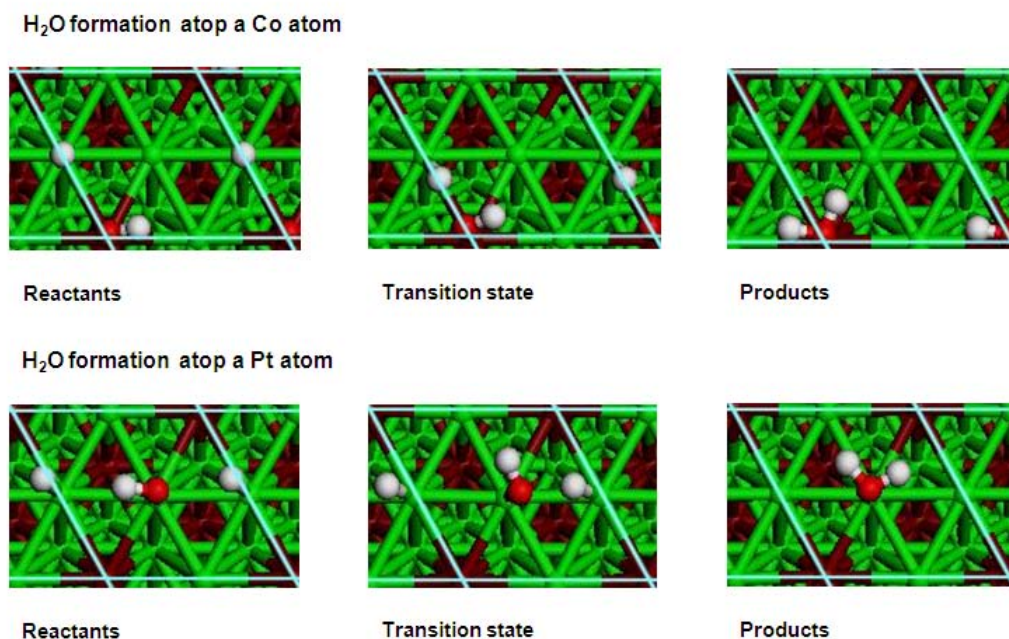 H₂O formation atop a Co atom
Reactants Transition state Products
H₂O formation atop a Pt atom
Reactants Transition state Products